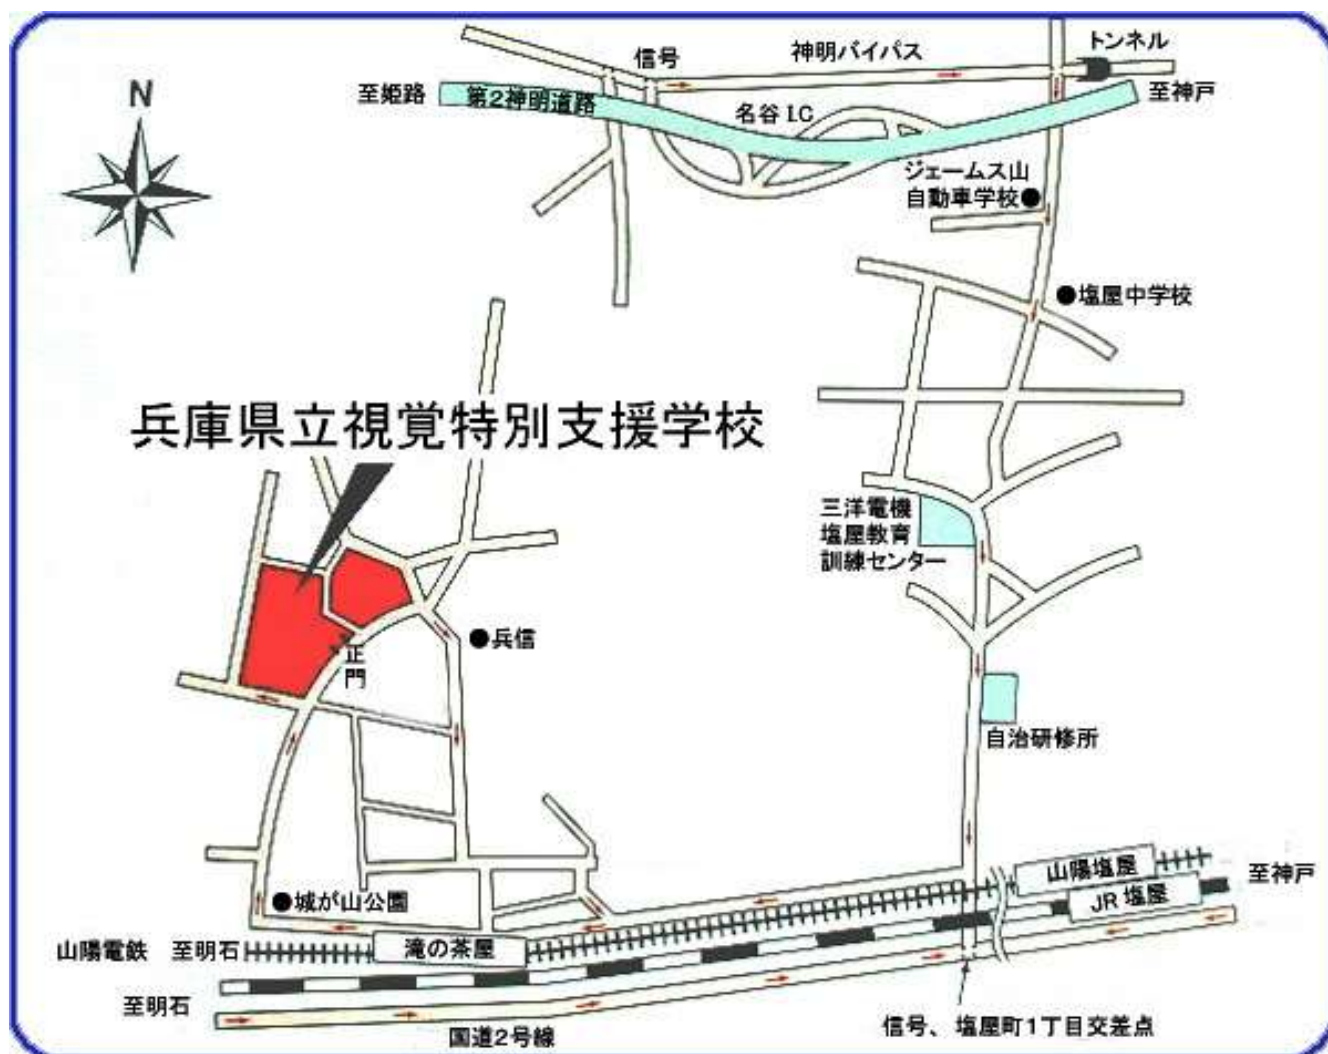 信号
神明バイパス
トンネル
N
至姫路
第2神明道路
名谷I.C
至神戸
ジェームス山
自動車学校
塩屋中学校
兵庫県立視覚特別支援学校
三洋電機
塩屋教育
訓練センター
兵信
正
門
自治研修所
山陽塩屋
至神戸
JR塩屋
城が山公園
山陽電鉄 至明石
滝の茶屋
至明石
国道2号線
信号、塩屋町1丁目交差点